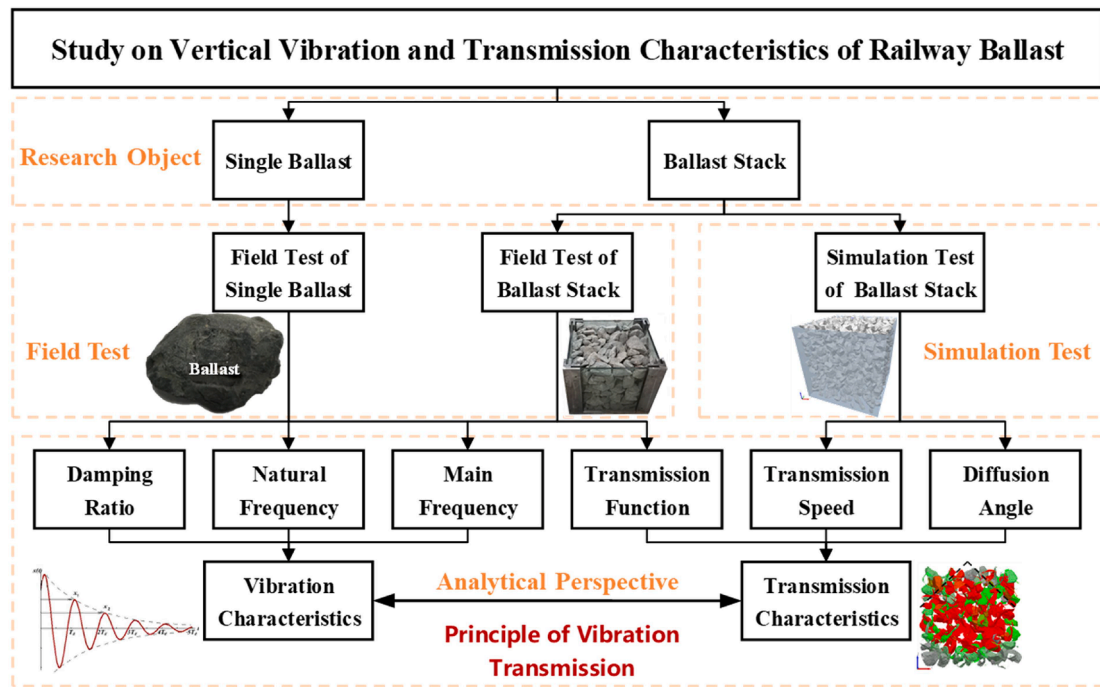 Study on Vertical Vibration and Transmission Characteristics of Railway Ballast
Research Object
Single Ballast
Ballast Stack
Field Test of
Single Ballast
Field Test of
Ballast Stack
Simulation Test
of Ballast Stack
Field Test
Ballast
Simulation Test
Damping
Ratio
Natural
Frequency
Main
Frequency
Transmission
Function
Transmission
Speed
Diffusion
Angle
Vibration
Characteristics
Analytical Perspective
Transmission
Characteristics
Principle of Vibration
Transmission